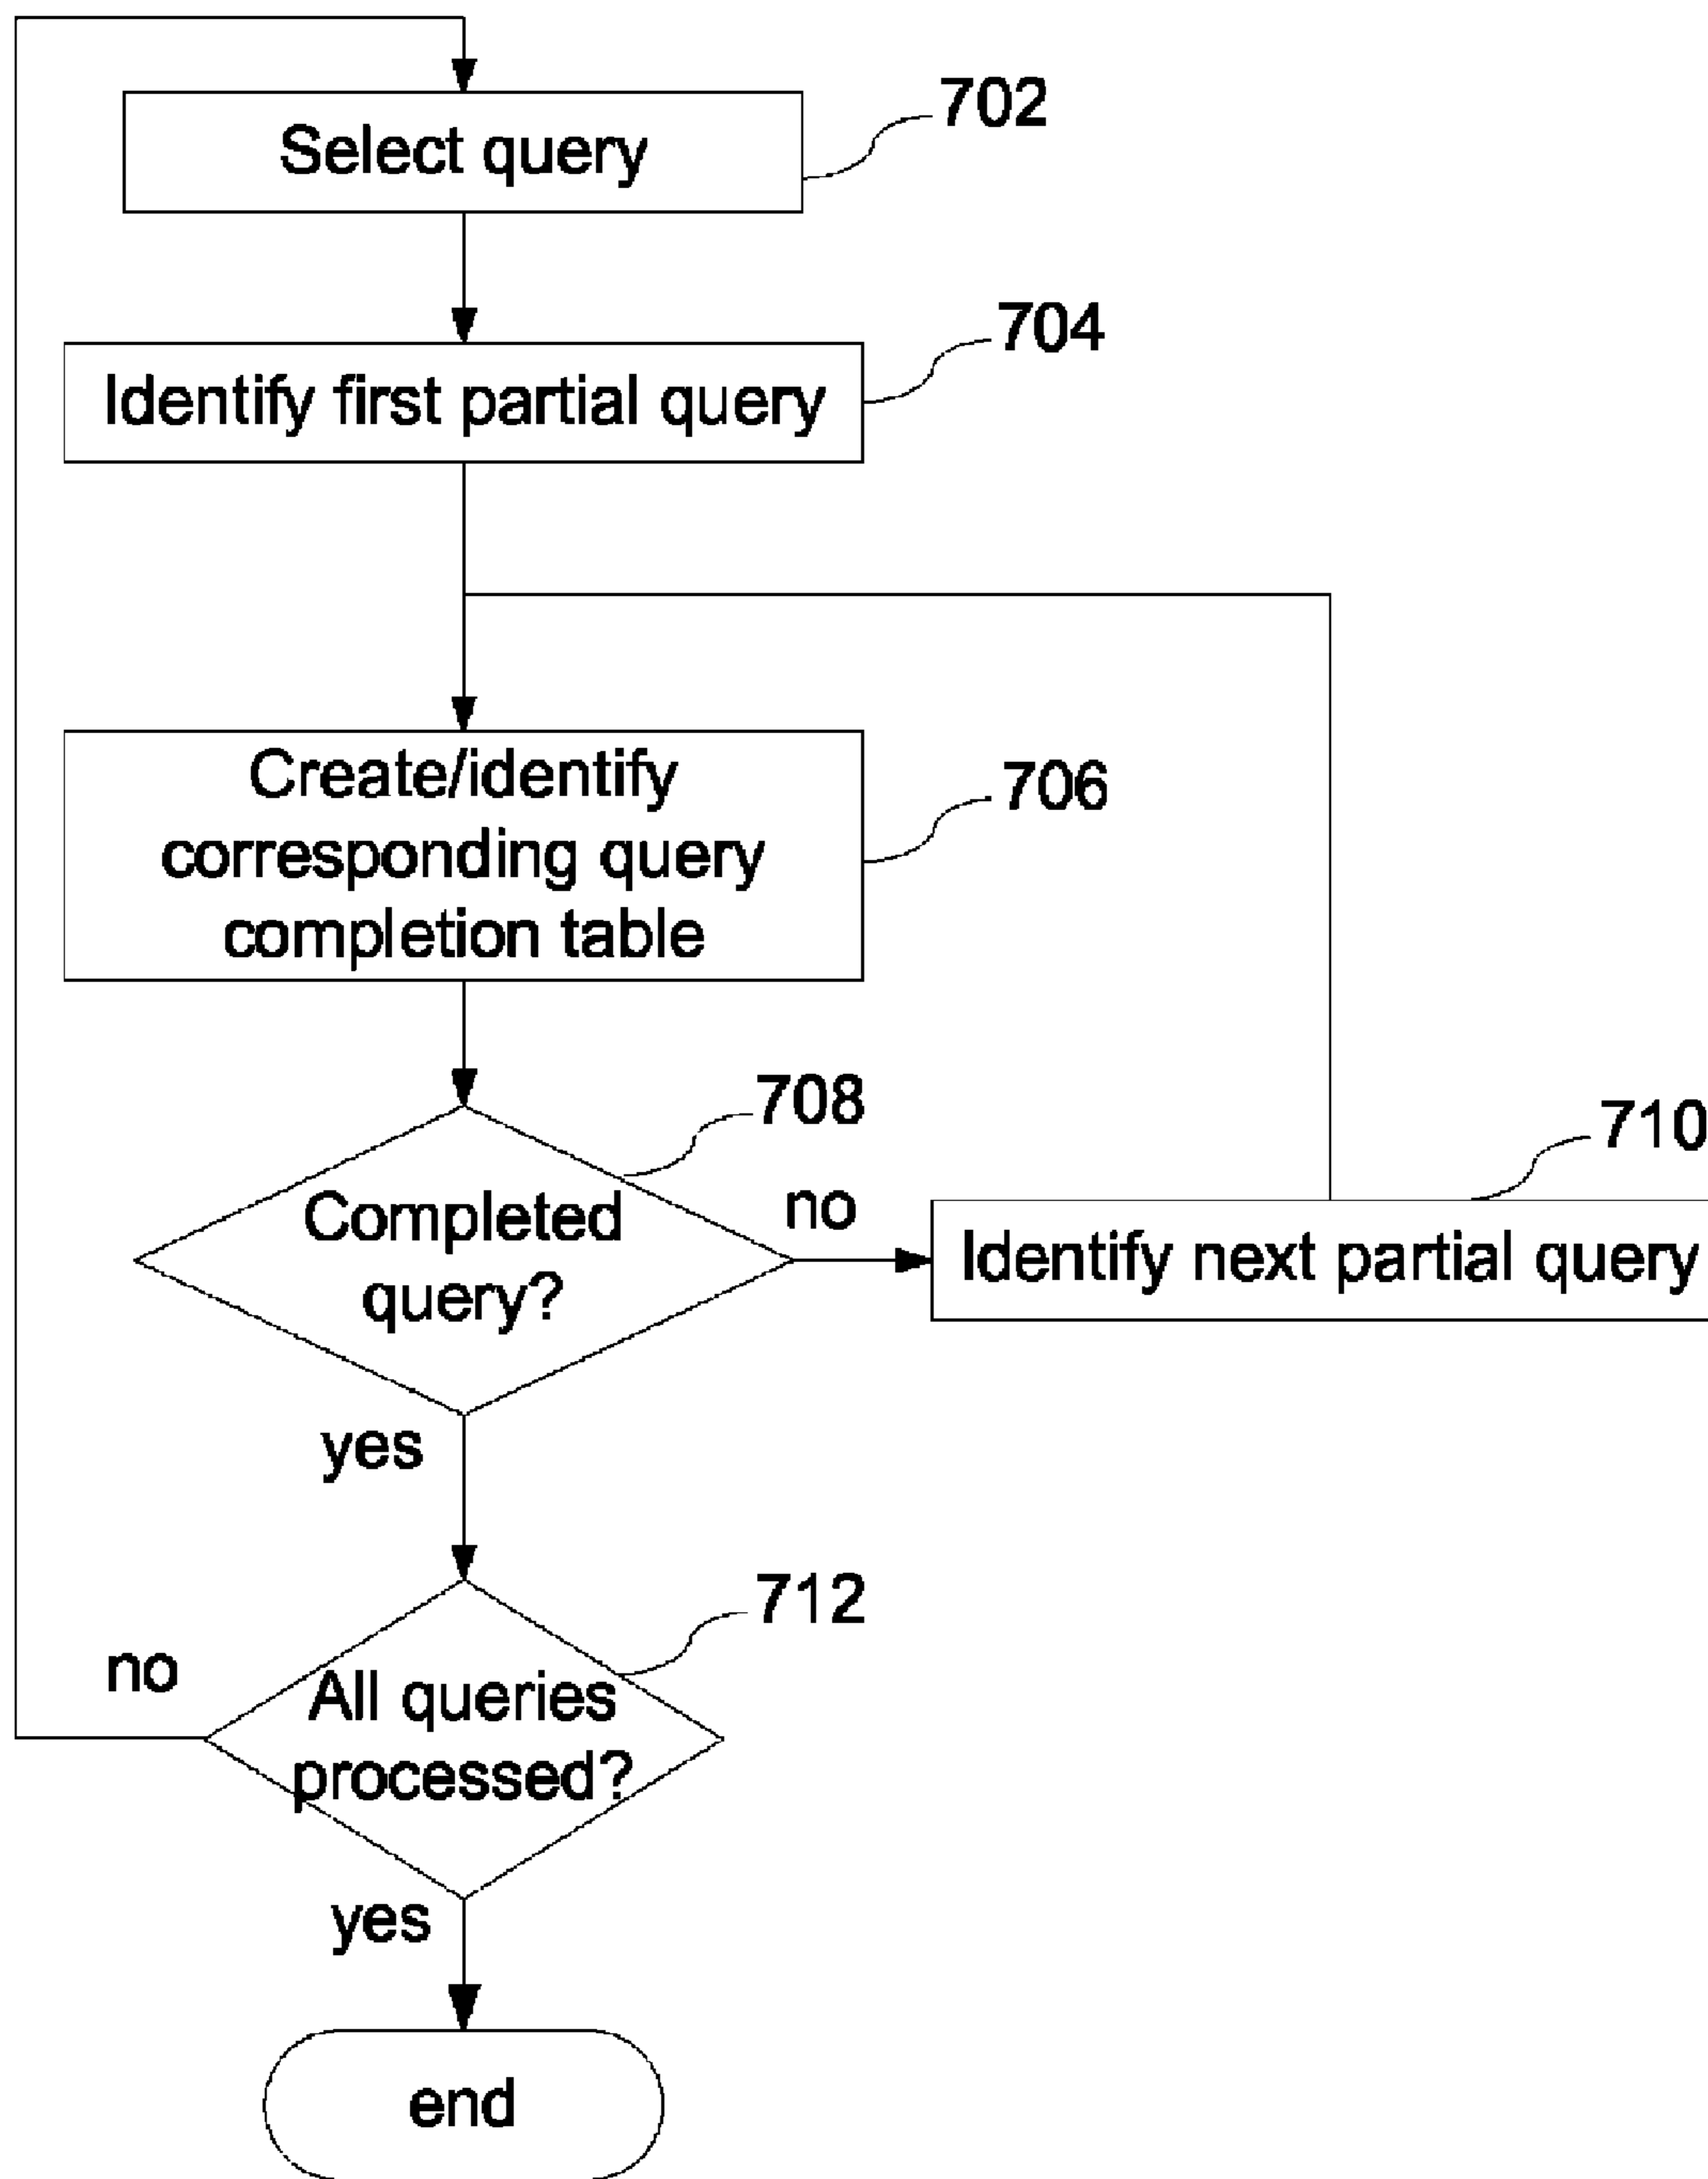 Select query
702
Identify first partial query
704
Create/identify
corresponding query
completion table
706
Completed
query?
708
no
Identify next partial query
710
yes
All queries
processed?
712
no
yes
end